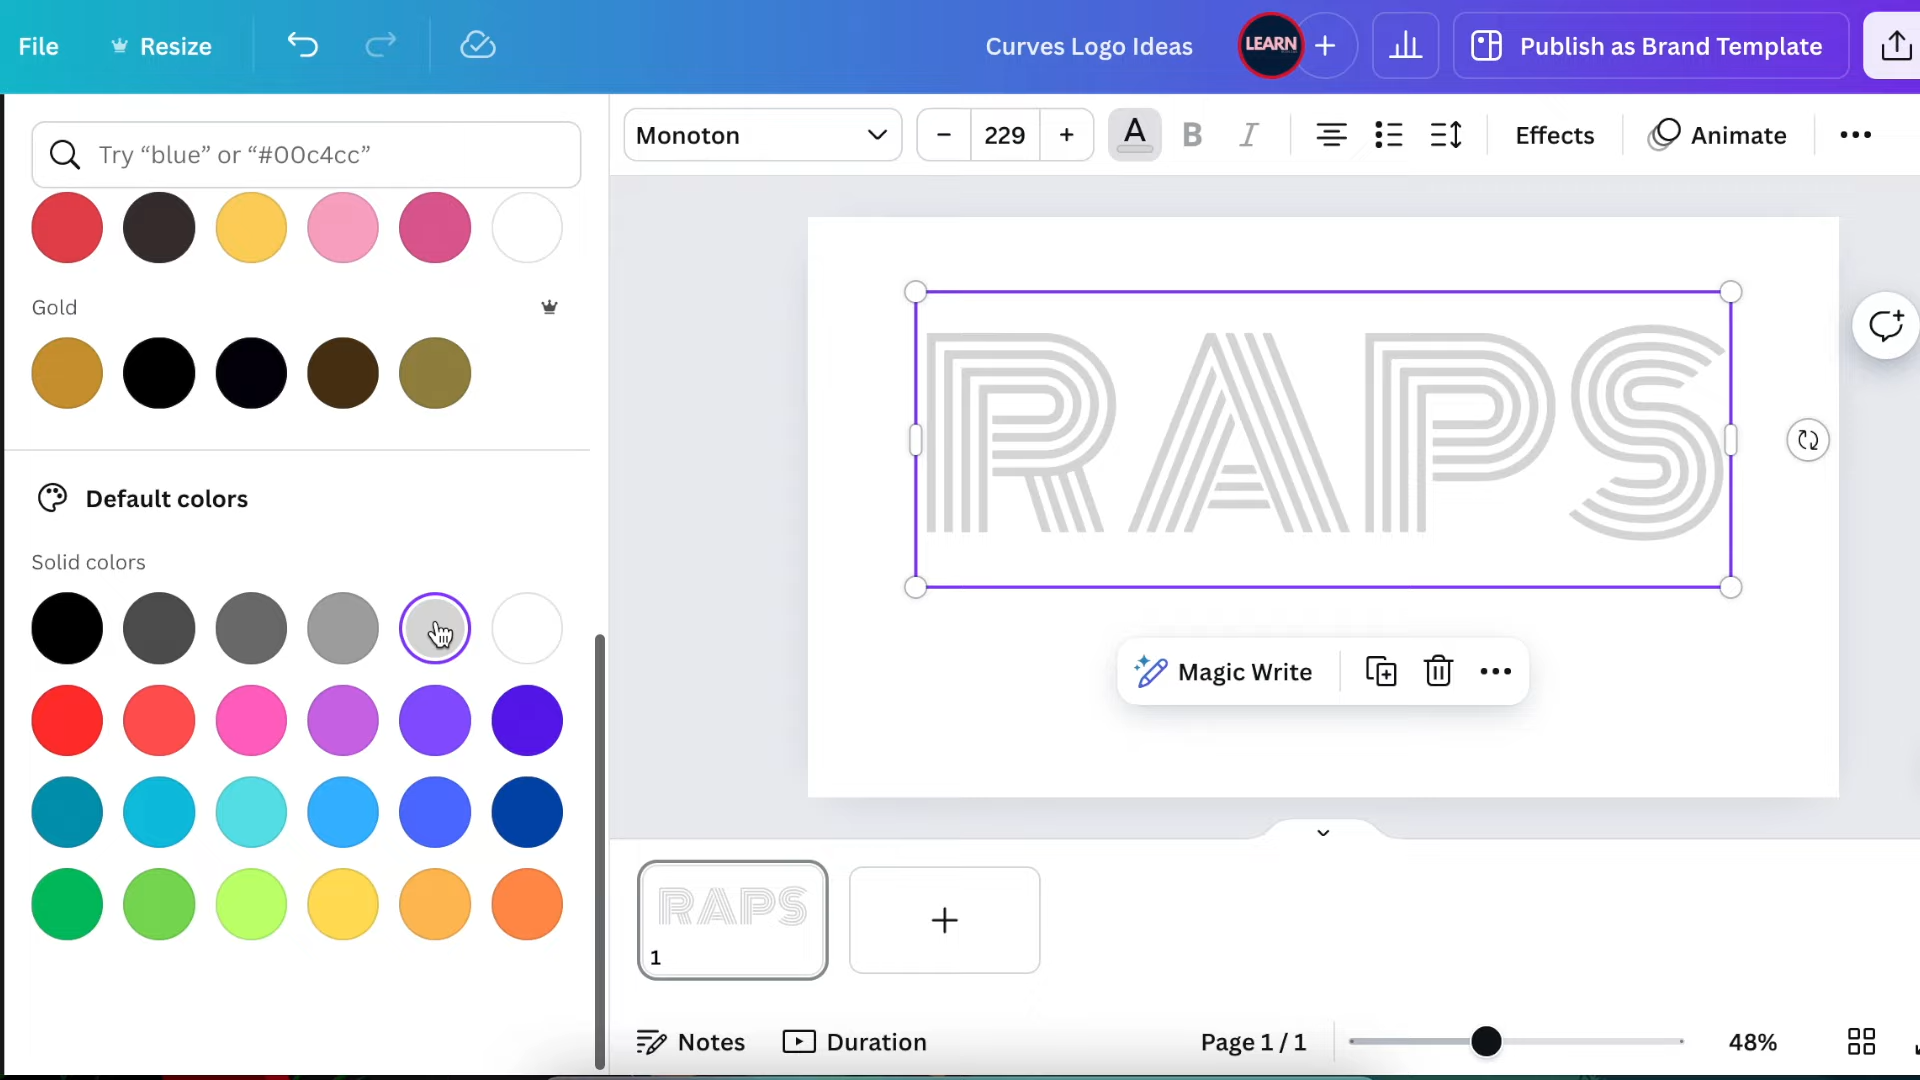 File Resize Curves Logo Ideas LEARN Publish as Brand Template
Try “blue” or “#00c4cc”
Monoton 229 A B I Effects Animate
Gold
RAPS
Default colors
Solid colors
Magic Write
RAPS
1
Notes Duration Page 1 / 1 48%